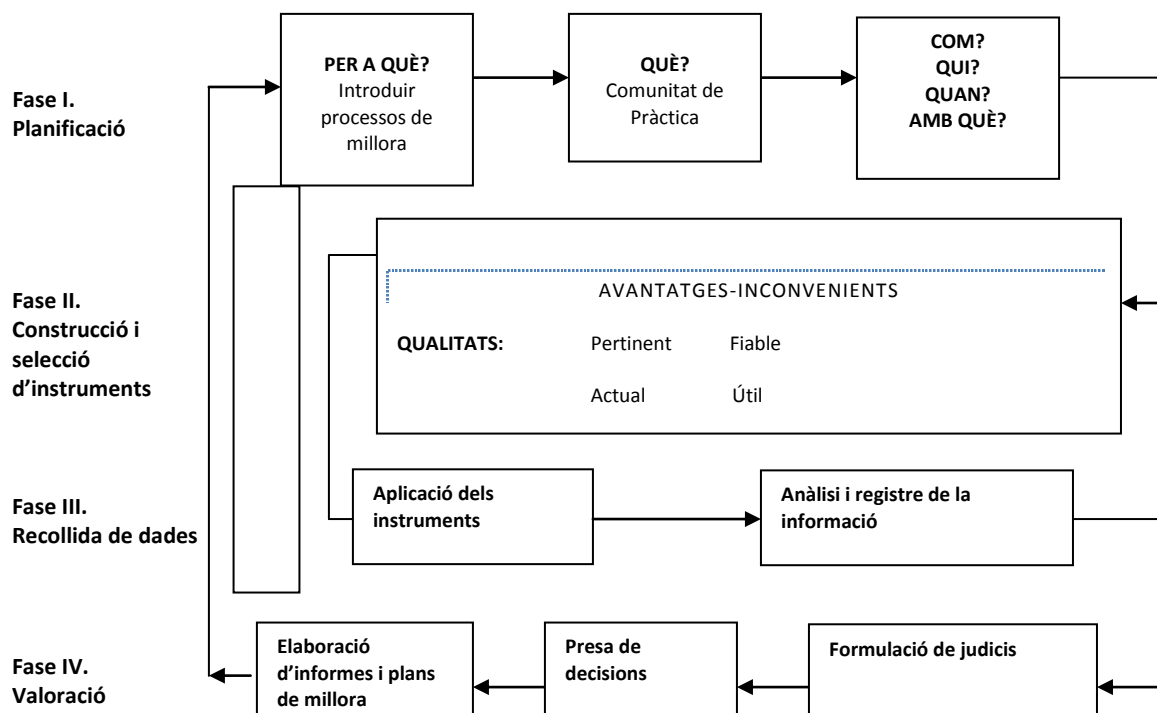 Fase I.
Planificació
PER A QUÈ?
Introduir
processos de
millora
QUÈ?
Comunitat de
Pràctica
COM?
QUI?
QUAN?
AMB QUÈ?
Fase II.
Construcció i
selecció
d’instruments
AVANTATGES-INCONVENIENTS
QUALITATS: Pertinent Fiable
Actual Útil
Fase III.
Recollida de dades
Aplicació dels
instruments
Anàlisi i registre de la
informació
Fase IV.
Valoració
Elaboració
d’informes i plans
de millora
Presa de
decisions
Formulació de judicis